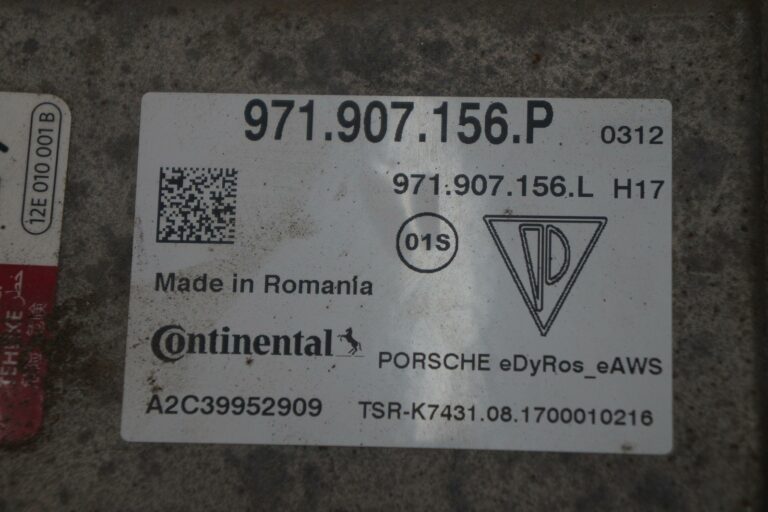 971.907.156.P 0312
971.907.156.L H17
01S
Made in Romania
Continental
PORSCHE eDyRos_eAWS
A2C39952909 TSR-K7431.08.1700010216
12E 010 001 B
خطر